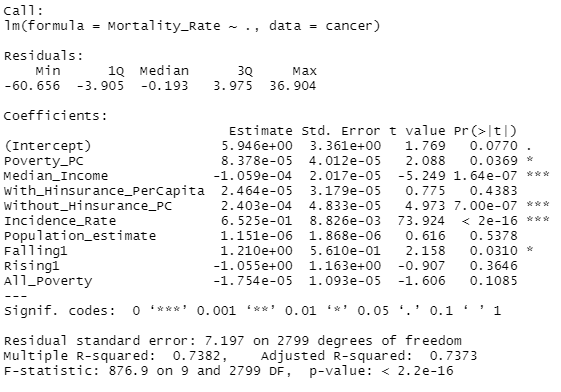 Call:
lm(formula = Mortality_Rate ~ ., data = cancer)
Residuals:
Min 1Q Median 3Q Max
-60.656 -3.905 -0.193 3.975 36.904
Coefficients:
Estimate Std. Error t value Pr(>|t|)
(Intercept) 5.946e+00 3.361e+00 1.769 0.0770 .
Poverty_PC 8.378e-05 4.012e-05 2.088 0.0369 *
Median_Income -1.059e-04 2.017e-05 -5.249 1.64e-07 ***
With_Hinsurance_PerCapita 2.464e-05 3.179e-05 0.775 0.4383
Without_Hinsurance_PC 2.403e-04 4.833e-05 4.973 7.00e-07 ***
Incidence_Rate 6.525e-01 8.826e-03 73.924 < 2e-16 ***
Population_estimate 1.151e-06 1.868e-06 0.616 0.5378
Falling1 1.210e+00 5.610e-01 2.158 0.0310 *
Rising1 -1.055e+00 1.163e+00 -0.907 0.3646
All_Poverty -1.754e-05 1.093e-05 -1.606 0.1085
---
Signif. codes: 0 ‘***’ 0.001 ‘**’ 0.01 ‘*’ 0.05 ‘.’ 0.1 ‘ ’ 1
Residual standard error: 7.197 on 2799 degrees of freedom
Multiple R-squared: 0.7382, Adjusted R-squared: 0.7373
F-statistic: 876.9 on 9 and 2799 DF, p-value: < 2.2e-16